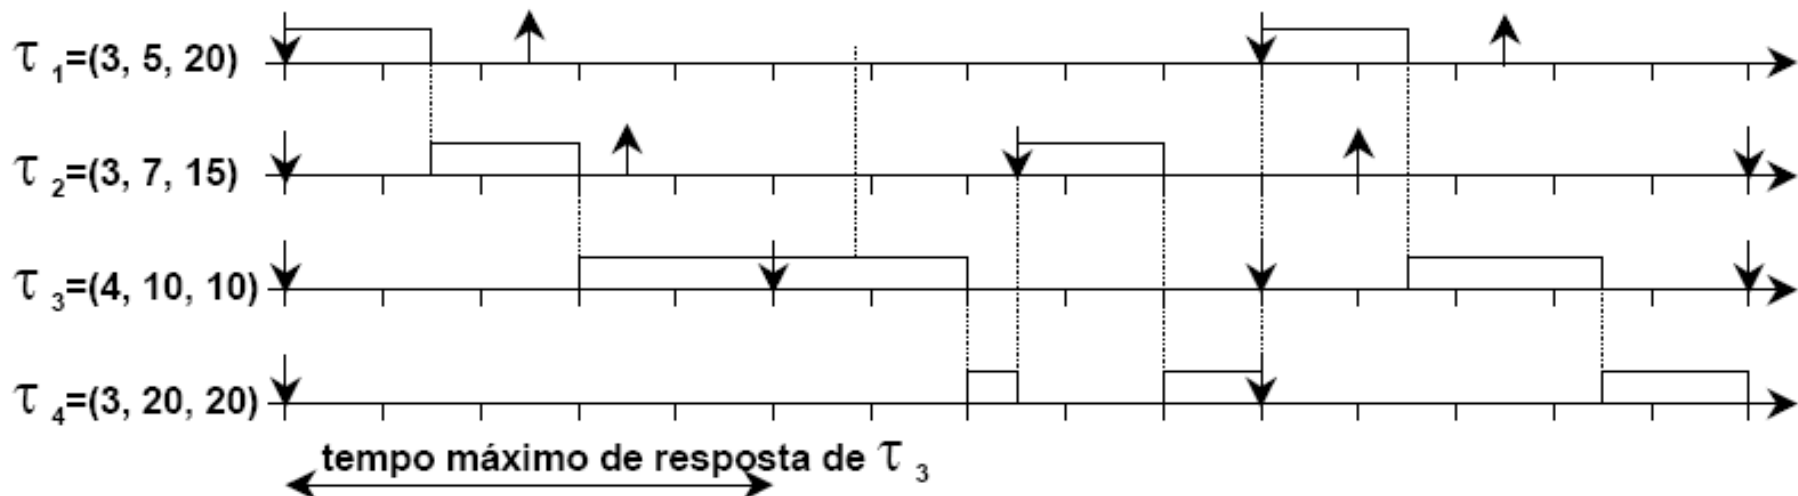 τ 1=(3, 5, 20)
τ 2=(3, 7, 15)
τ 3=(4, 10, 10)
τ 4=(3, 20, 20)
tempo máximo de resposta de τ 3